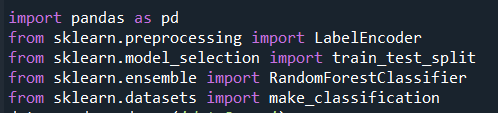 import pandas as pd
from sklearn.preprocessing import LabelEncoder
from sklearn.model_selection import train_test_split
from sklearn.ensemble import RandomForestClassifier
from sklearn.datasets import make_classification